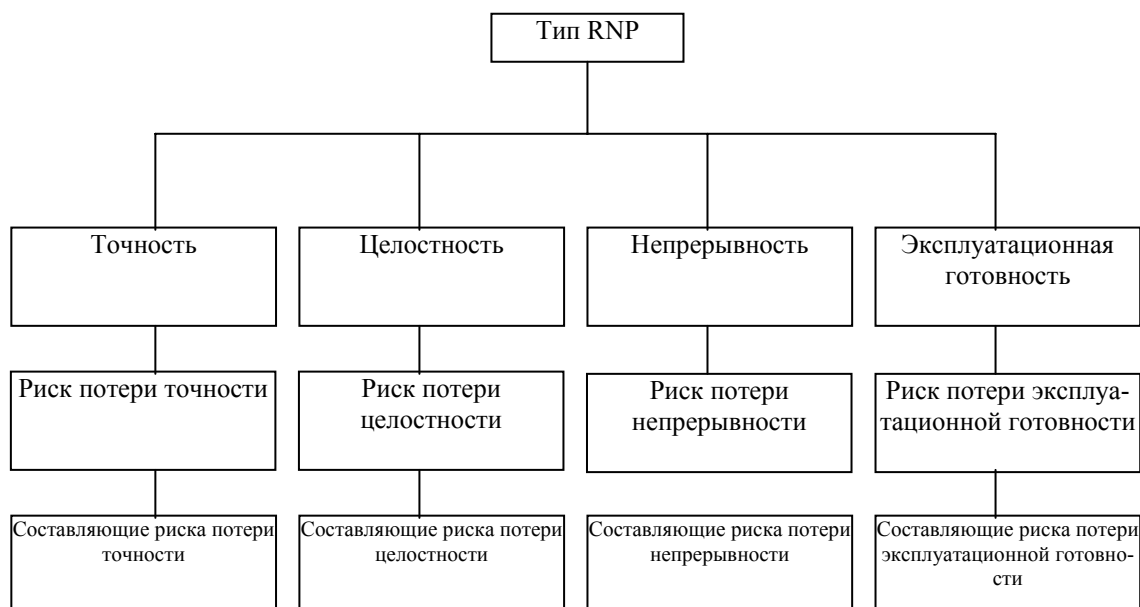 Тип RNP
Точность
Целостность
Непрерывность
Эксплуатационная
готовность
Риск потери точности
Риск потери
целостности
Риск потери
непрерывности
Риск потери эксплуа-
тационной готовности
Составляющие риска потери
точности
Составляющие риска потери
целостности
Составляющие риска потери
непрерывности
Составляющие риска потери
эксплуатационной готовно-
сти